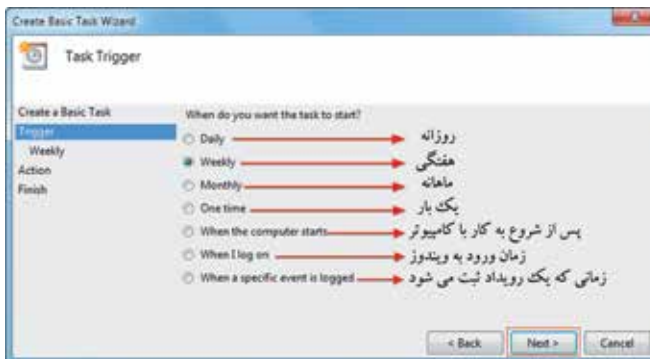 Create Basic Task Wizard
Task Trigger
Create a Basic Task
Trigger
Weekly
Action
Finish
When do you want the task to start?
Daily روزانه
Weekly هفتگی
Monthly ماهانه
One time یک بار
When the computer starts پس از شروع به کار با کامپیوتر
When I log on زمان ورود به ویندوز
When a specific event is logged زمانی که یک رویداد ثبت می شود
< Back Next > Cancel